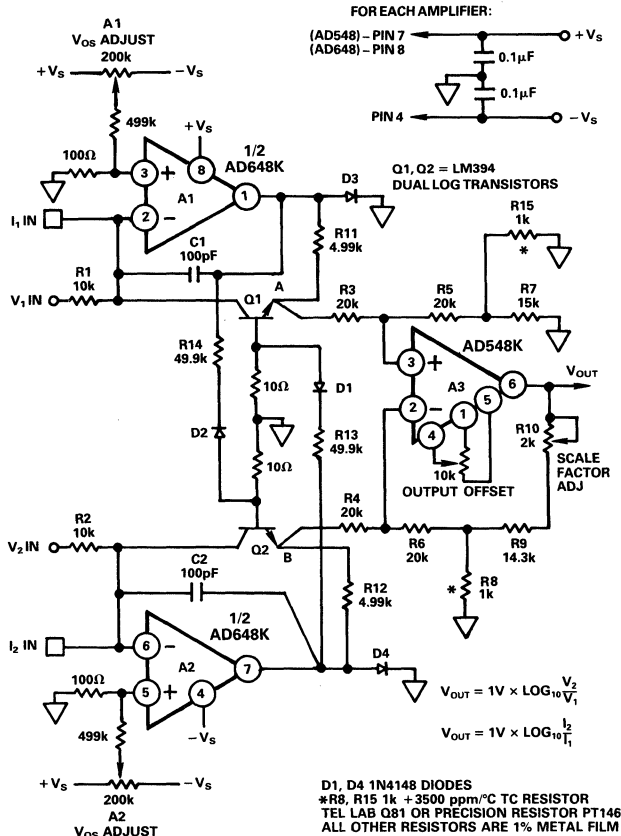 FOR EACH AMPLIFIER:
(AD548) – PIN 7
(AD648) – PIN 8
+VS
0.1µF
0.1µF
PIN 4
–VS
A1
VOS ADJUST
200k
+VS
–VS
499k
+VS
1/2
AD648K
100Ω
3
+
8
A1
1
D3
Q1, Q2 = LM394
DUAL LOG TRANSISTORS
I1 IN
2
–
C1
100pF
R11
4.99k
R15
1k
*
R1
10k
V1 IN
A
Q1
R3
20k
R5
20k
R7
15k
R14
49.9k
AD548K
3
+
A3
6
VOUT
10Ω
D1
2
–
1
5
4
R10
2k
D2
R13
49.9k
10k
SCALE
FACTOR
ADJ
10Ω
OUTPUT OFFSET
R4
20k
R2
10k
V2 IN
Q2
B
R6
20k
R9
14.3k
C2
100pF
R12
4.99k
*
R8
1k
1/2
AD648K
I2 IN
6
–
A2
7
D4
100Ω
5
+
4
–VS
499k
VOUT = 1V × LOG10 V2/V1
VOUT = 1V × LOG10 I2/I1
+VS
–VS
200k
A2
VOS ADJUST
D1, D4 1N4148 DIODES
*R8, R15 1k +3500 ppm/°C TC RESISTOR
TEL LAB Q81 OR PRECISION RESISTOR PT146
ALL OTHER RESISTORS ARE 1% METAL FILM